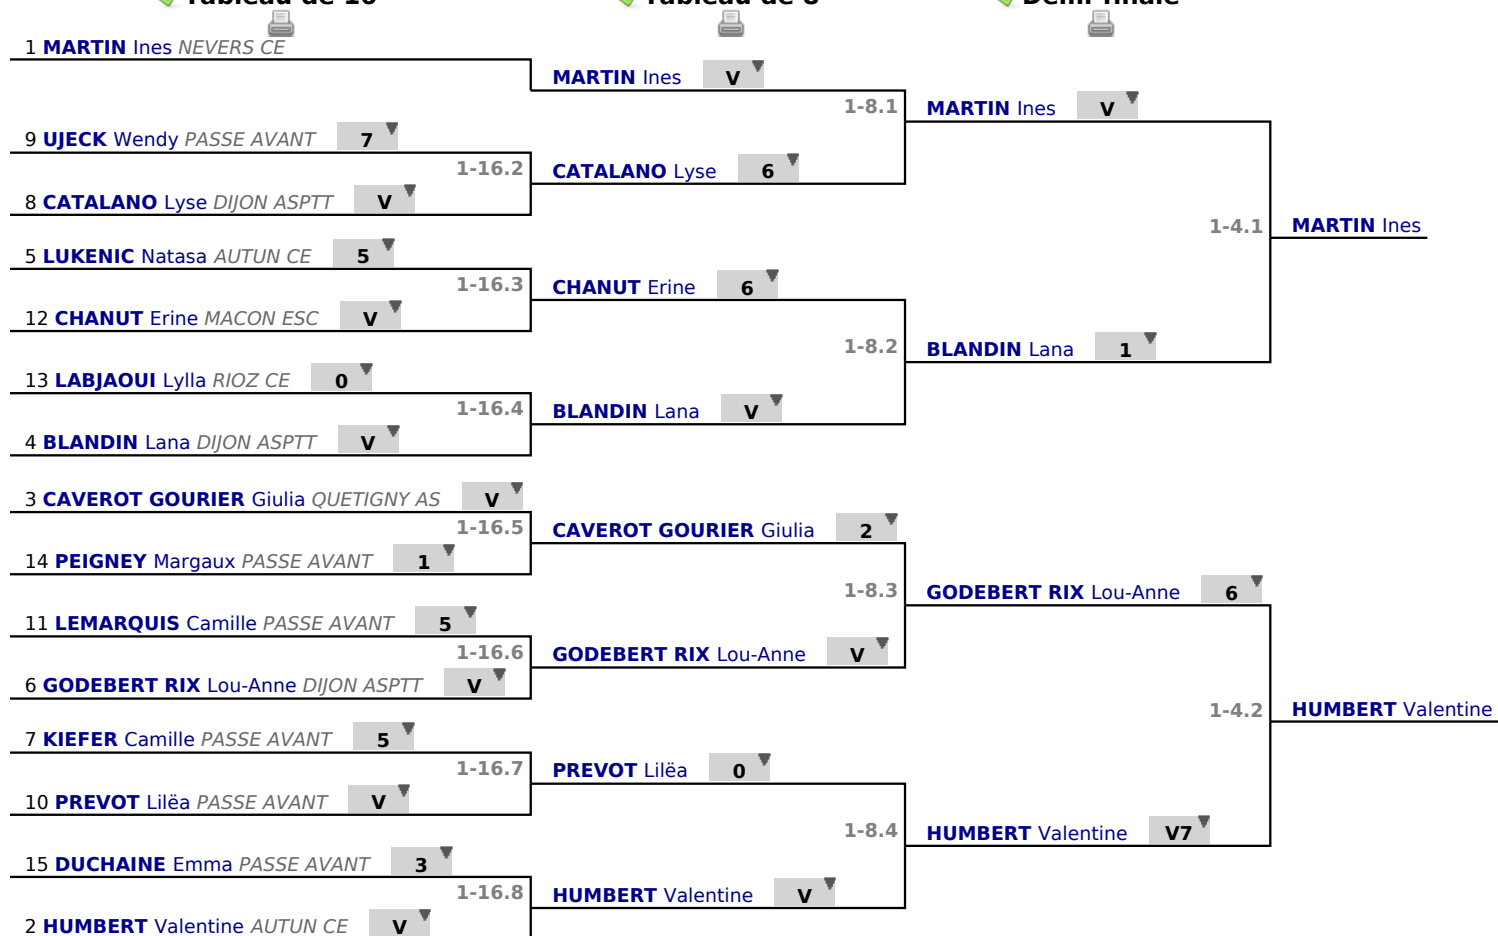 Tableau de 16
Tableau de 8
Demi-finale
1 MARTIN Ines NEVERS CE
9 UJECK Wendy PASSE AVANT 7
1-16.2
8 CATALANO Lyse DIJON ASPTT V
5 LUKENIC Natasa AUTUN CE 5
1-16.3
12 CHANUT Erine MACON ESC V
13 LABJAOUI Lylla RIOZ CE 0
1-16.4
4 BLANDIN Lana DIJON ASPTT V
3 CAVEROT GOURIER Giulia QUETIGNY AS V
1-16.5
14 PEIGNEY Margaux PASSE AVANT 1
11 LEMARQUIS Camille PASSE AVANT 5
1-16.6
6 GODEBERT RIX Lou-Anne DIJON ASPTT V
7 KIEFER Camille PASSE AVANT 5
1-16.7
10 PREVOT Lilëa PASSE AVANT V
15 DUCHAINE Emma PASSE AVANT 3
1-16.8
2 HUMBERT Valentine AUTUN CE V
MARTIN Ines V
1-8.1
CATALANO Lyse 6
CHANUT Erine 6
1-8.2
BLANDIN Lana V
CAVEROT GOURIER Giulia 2
1-8.3
GODEBERT RIX Lou-Anne V
PREVOT Lilëa 0
1-8.4
HUMBERT Valentine V
MARTIN Ines V
1-4.1
BLANDIN Lana 1
GODEBERT RIX Lou-Anne 6
1-4.2
HUMBERT Valentine V7
MARTIN Ines
HUMBERT Valentine